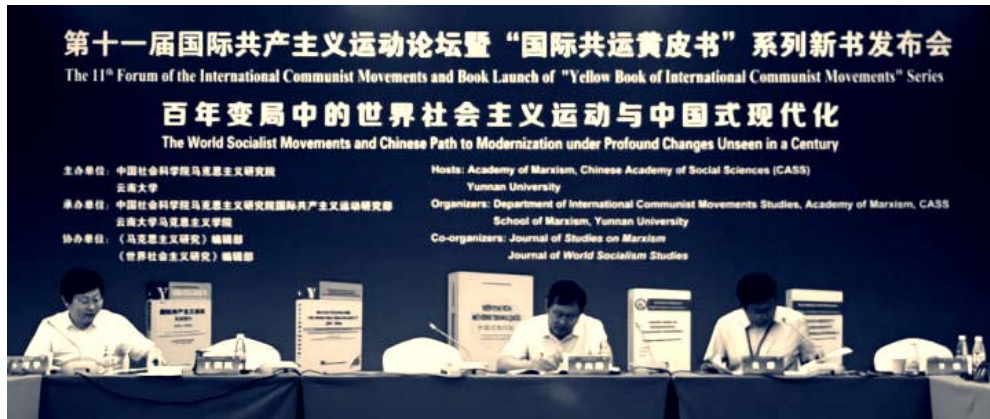 第十一届国际共产主义运动论坛暨“国际共运黄皮书”系列新书发布会
The 11th Forum of the International Communist Movements and Book Launch of "Yellow Book of International Communist Movements" Series
百年变局中的世界社会主义运动与中国式现代化
The World Socialist Movements and Chinese Path to Modernization under Profound Changes Unseen in a Century
主办单位：中国社会科学院马克思主义研究院
云南大学
承办单位：中国社会科学院马克思主义研究院国际共产主义运动研究部
云南大学马克思主义学院
协办单位：《马克思主义研究》编辑部
《世界社会主义研究》编辑部
Hosts: Academy of Marxism, Chinese Academy of Social Sciences (CASS)
Yunnan University
Organizers: Department of International Communist Movements Studies, Academy of Marxism, CASS
School of Marxism, Yunnan University
Co-organizers: Journal of Studies on Marxism
Journal of World Socialism Studies